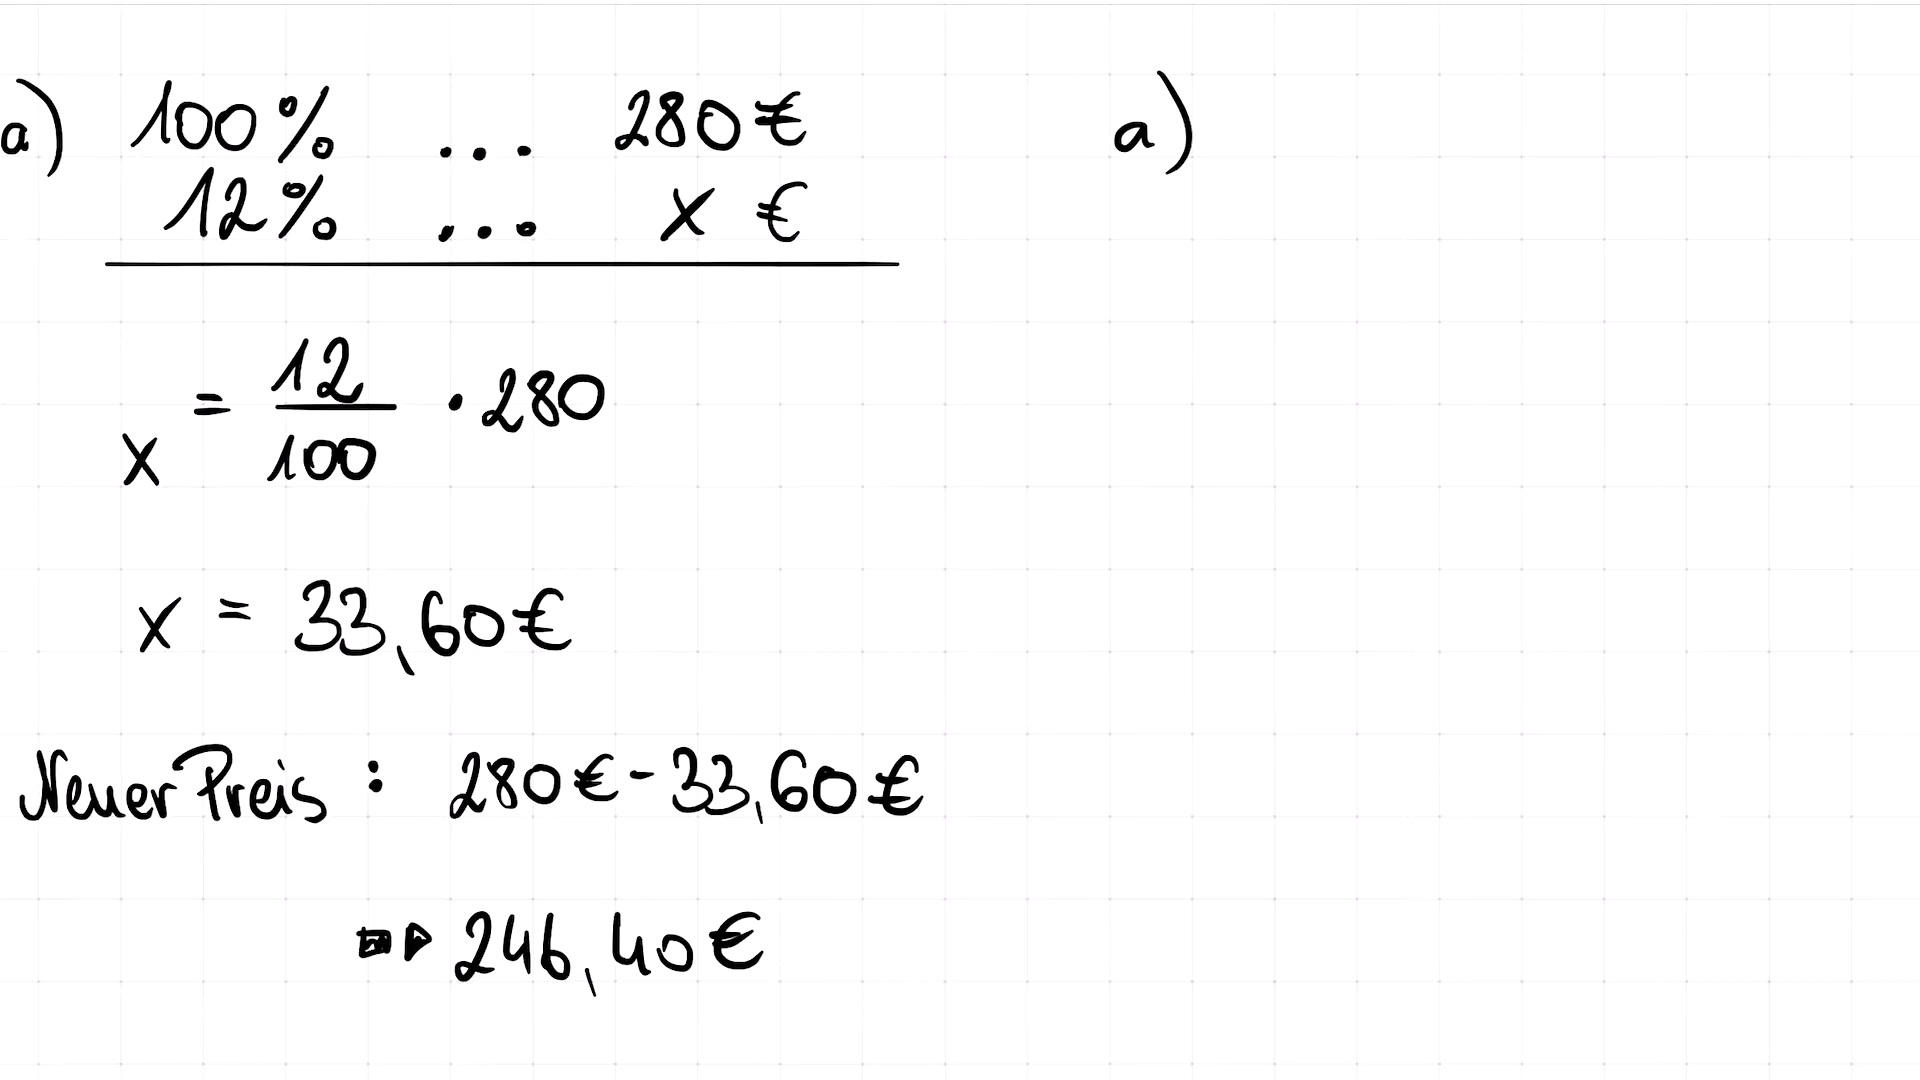 a) 100% ... 280€
12% ... x €
x = 12/100 · 280
x = 33,60€
Neuer Preis : 280€ - 33,60€
⇒ 246,40€
a)